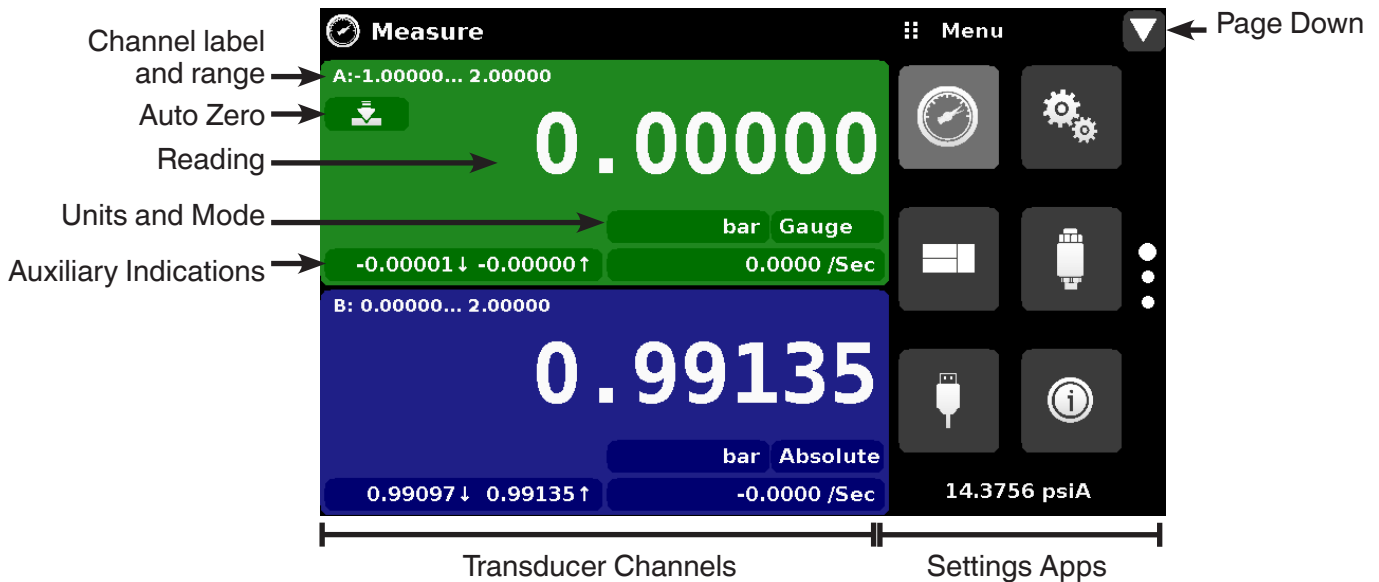 Measure
Menu
Page Down
Channel label
and range
A:-1.00000... 2.00000
Auto Zero
0.00000
Reading
Units and Mode
bar Gauge
Auxiliary Indications
-0.00001↓ -0.00000↑
0.0000 /Sec
B: 0.00000... 2.00000
0.99135
bar Absolute
0.99097↓ 0.99135↑
-0.0000 /Sec
14.3756 psiA
Transducer Channels
Settings Apps